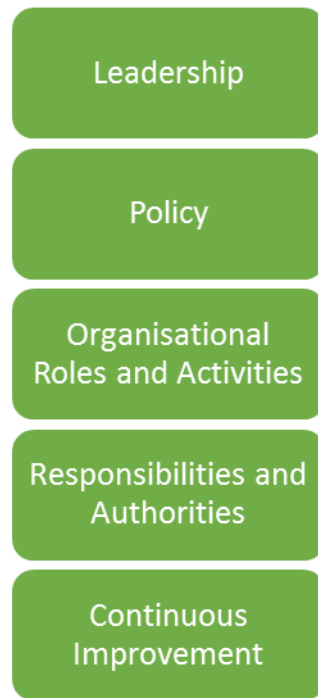 Leadership
Policy
Organisational
Roles and Activities
Responsibilities and
Authorities
Continuous
Improvement